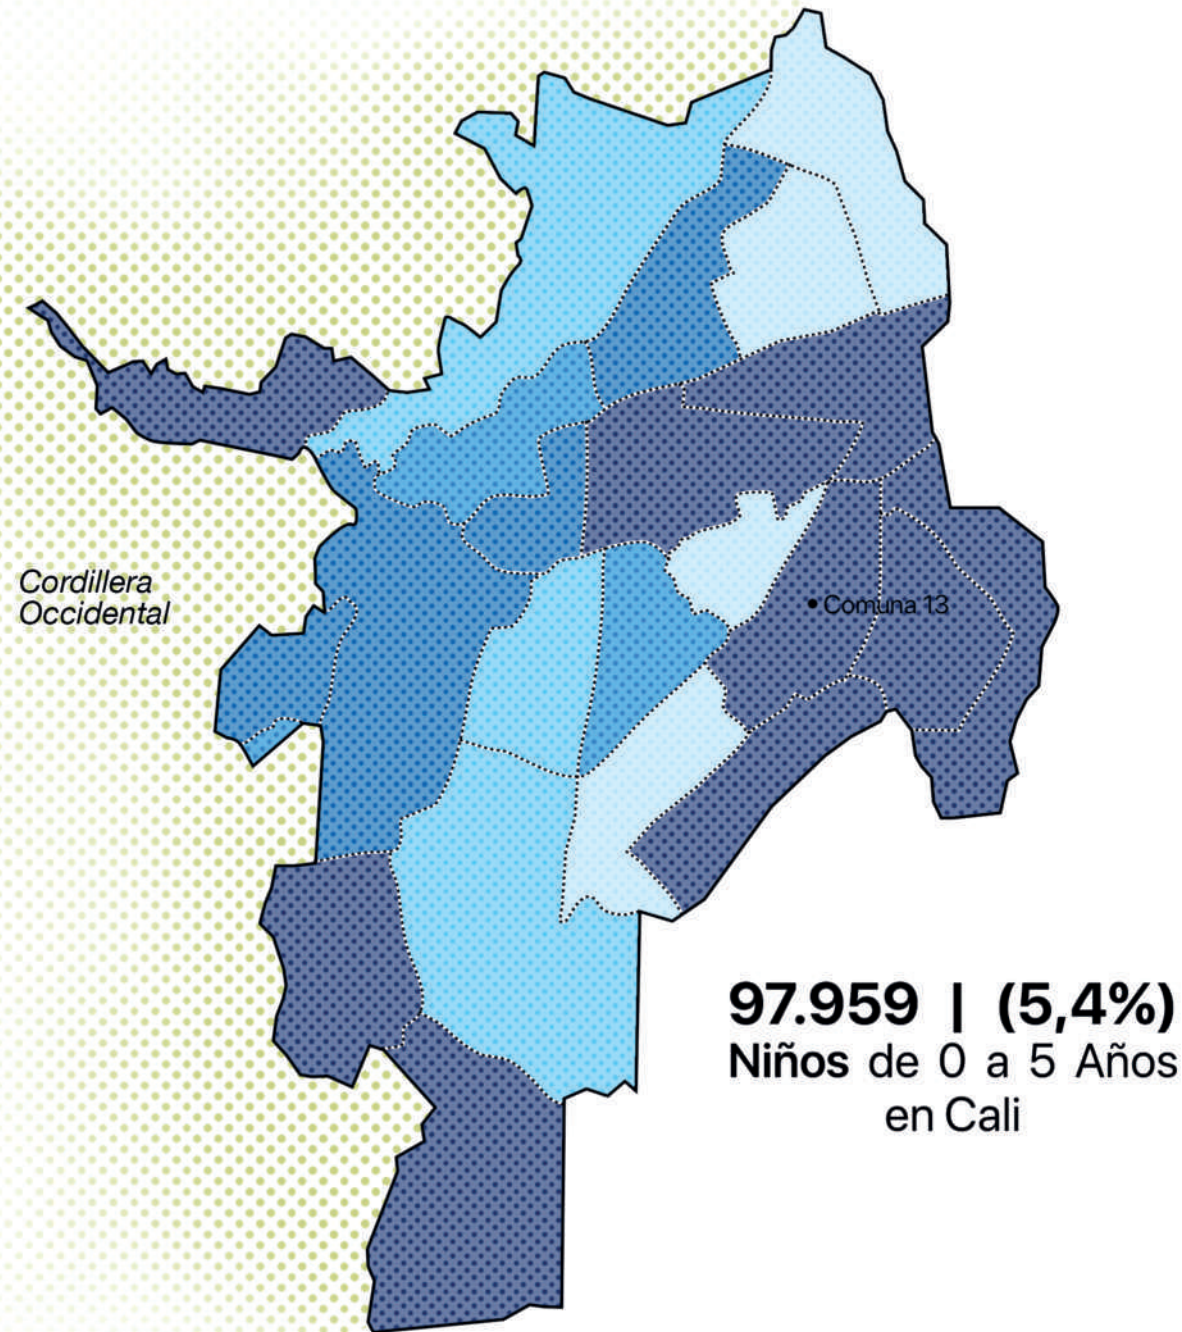 Cordillera
Occidental
• Comuna 13
97.959 | (5,4%)
Niños de 0 a 5 Años
en Cali